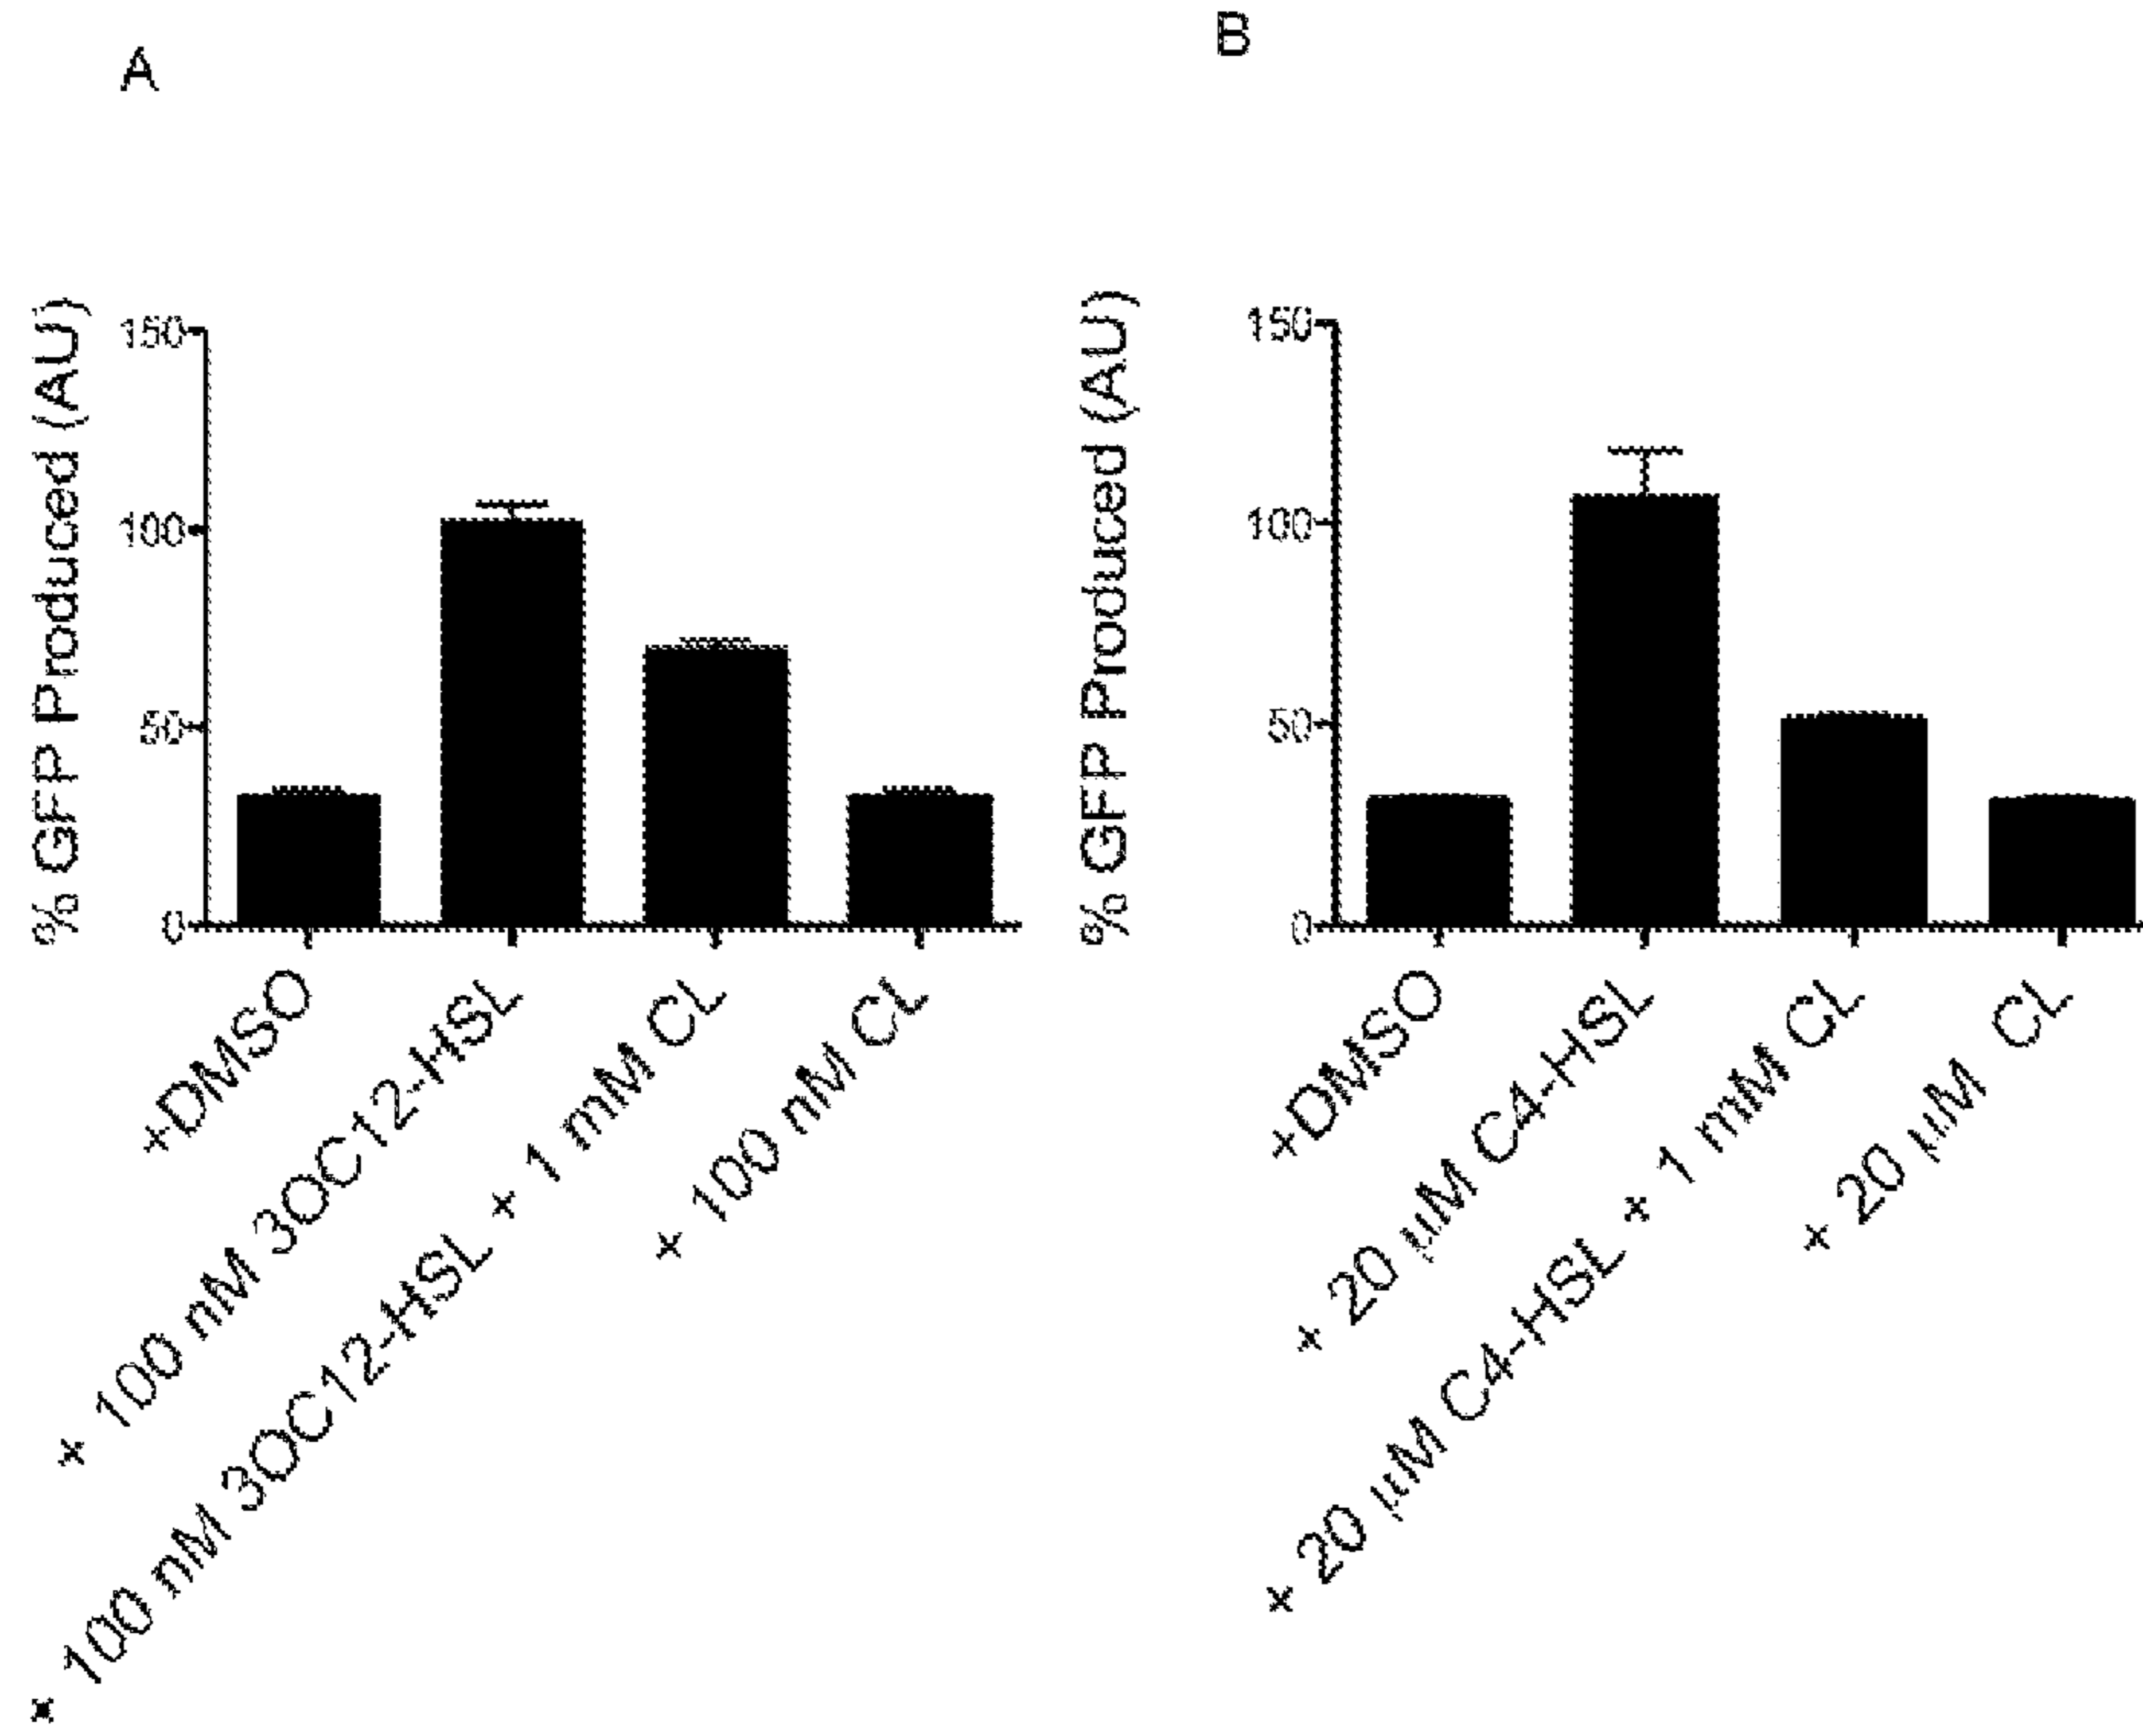 A
% GFP Produced (AU)
150
100
50
0
+DMSO
+ 100 nM 3OC12-HSL
+ 100 nM 3OC12-HSL + 1 mM CL
+ 100 nM CL
B
% GFP Produced (AU)
150
100
50
0
+DMSO
+ 20 μM C4-HSL
+ 20 μM C4-HSL + 1 mM CL
+ 20 μM CL